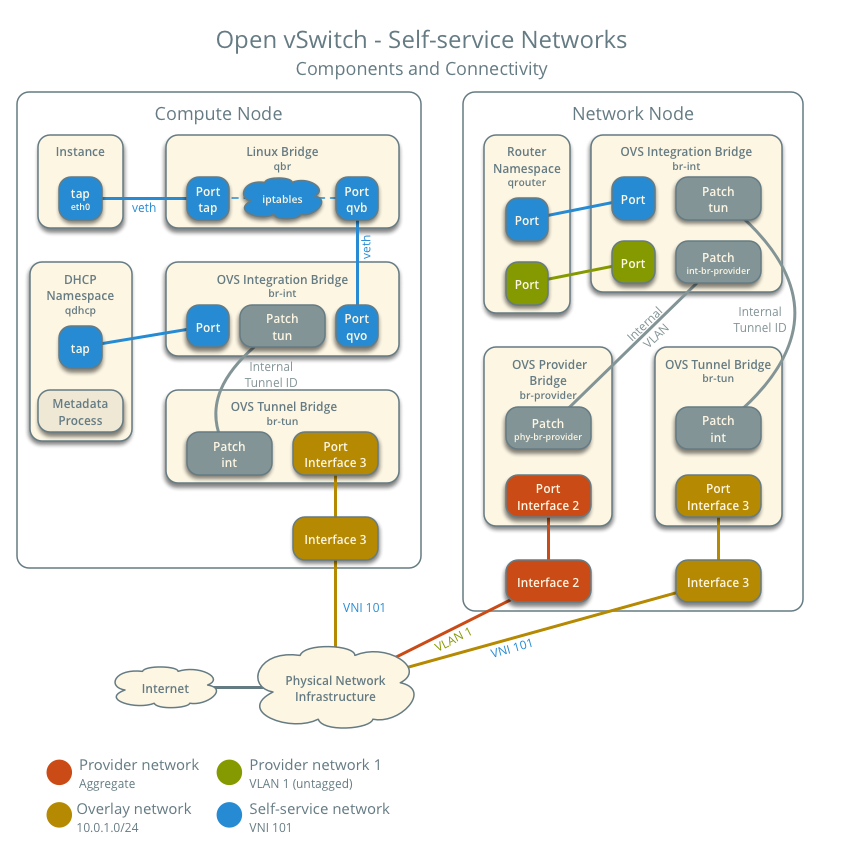 Open vSwitch - Self-service Networks
Components and Connectivity
Compute Node
Instance
tap
eth0
veth
Linux Bridge
qbr
Port
tap
iptables
Port
qvb
veth
DHCP
Namespace
qdhcp
tap
Metadata
Process
OVS Integration Bridge
br-int
Port
Patch
tun
Port
qvo
Internal
Tunnel ID
OVS Tunnel Bridge
br-tun
Patch
int
Port
Interface 3
Interface 3
VNI 101
Network Node
Router
Namespace
qrouter
Port
Port
OVS Integration Bridge
br-int
Port
Patch
tun
Port
Patch
int-br-provider
Internal
VLAN
Internal
Tunnel ID
OVS Provider
Bridge
br-provider
Patch
phy-br-provider
Port
Interface 2
Interface 2
OVS Tunnel Bridge
br-tun
Patch
int
Port
Interface 3
Interface 3
VLAN 1
VNI 101
Internet
Physical Network
Infrastructure
Provider network
Aggregate
Provider network 1
VLAN 1 (untagged)
Overlay network
10.0.1.0/24
Self-service network
VNI 101